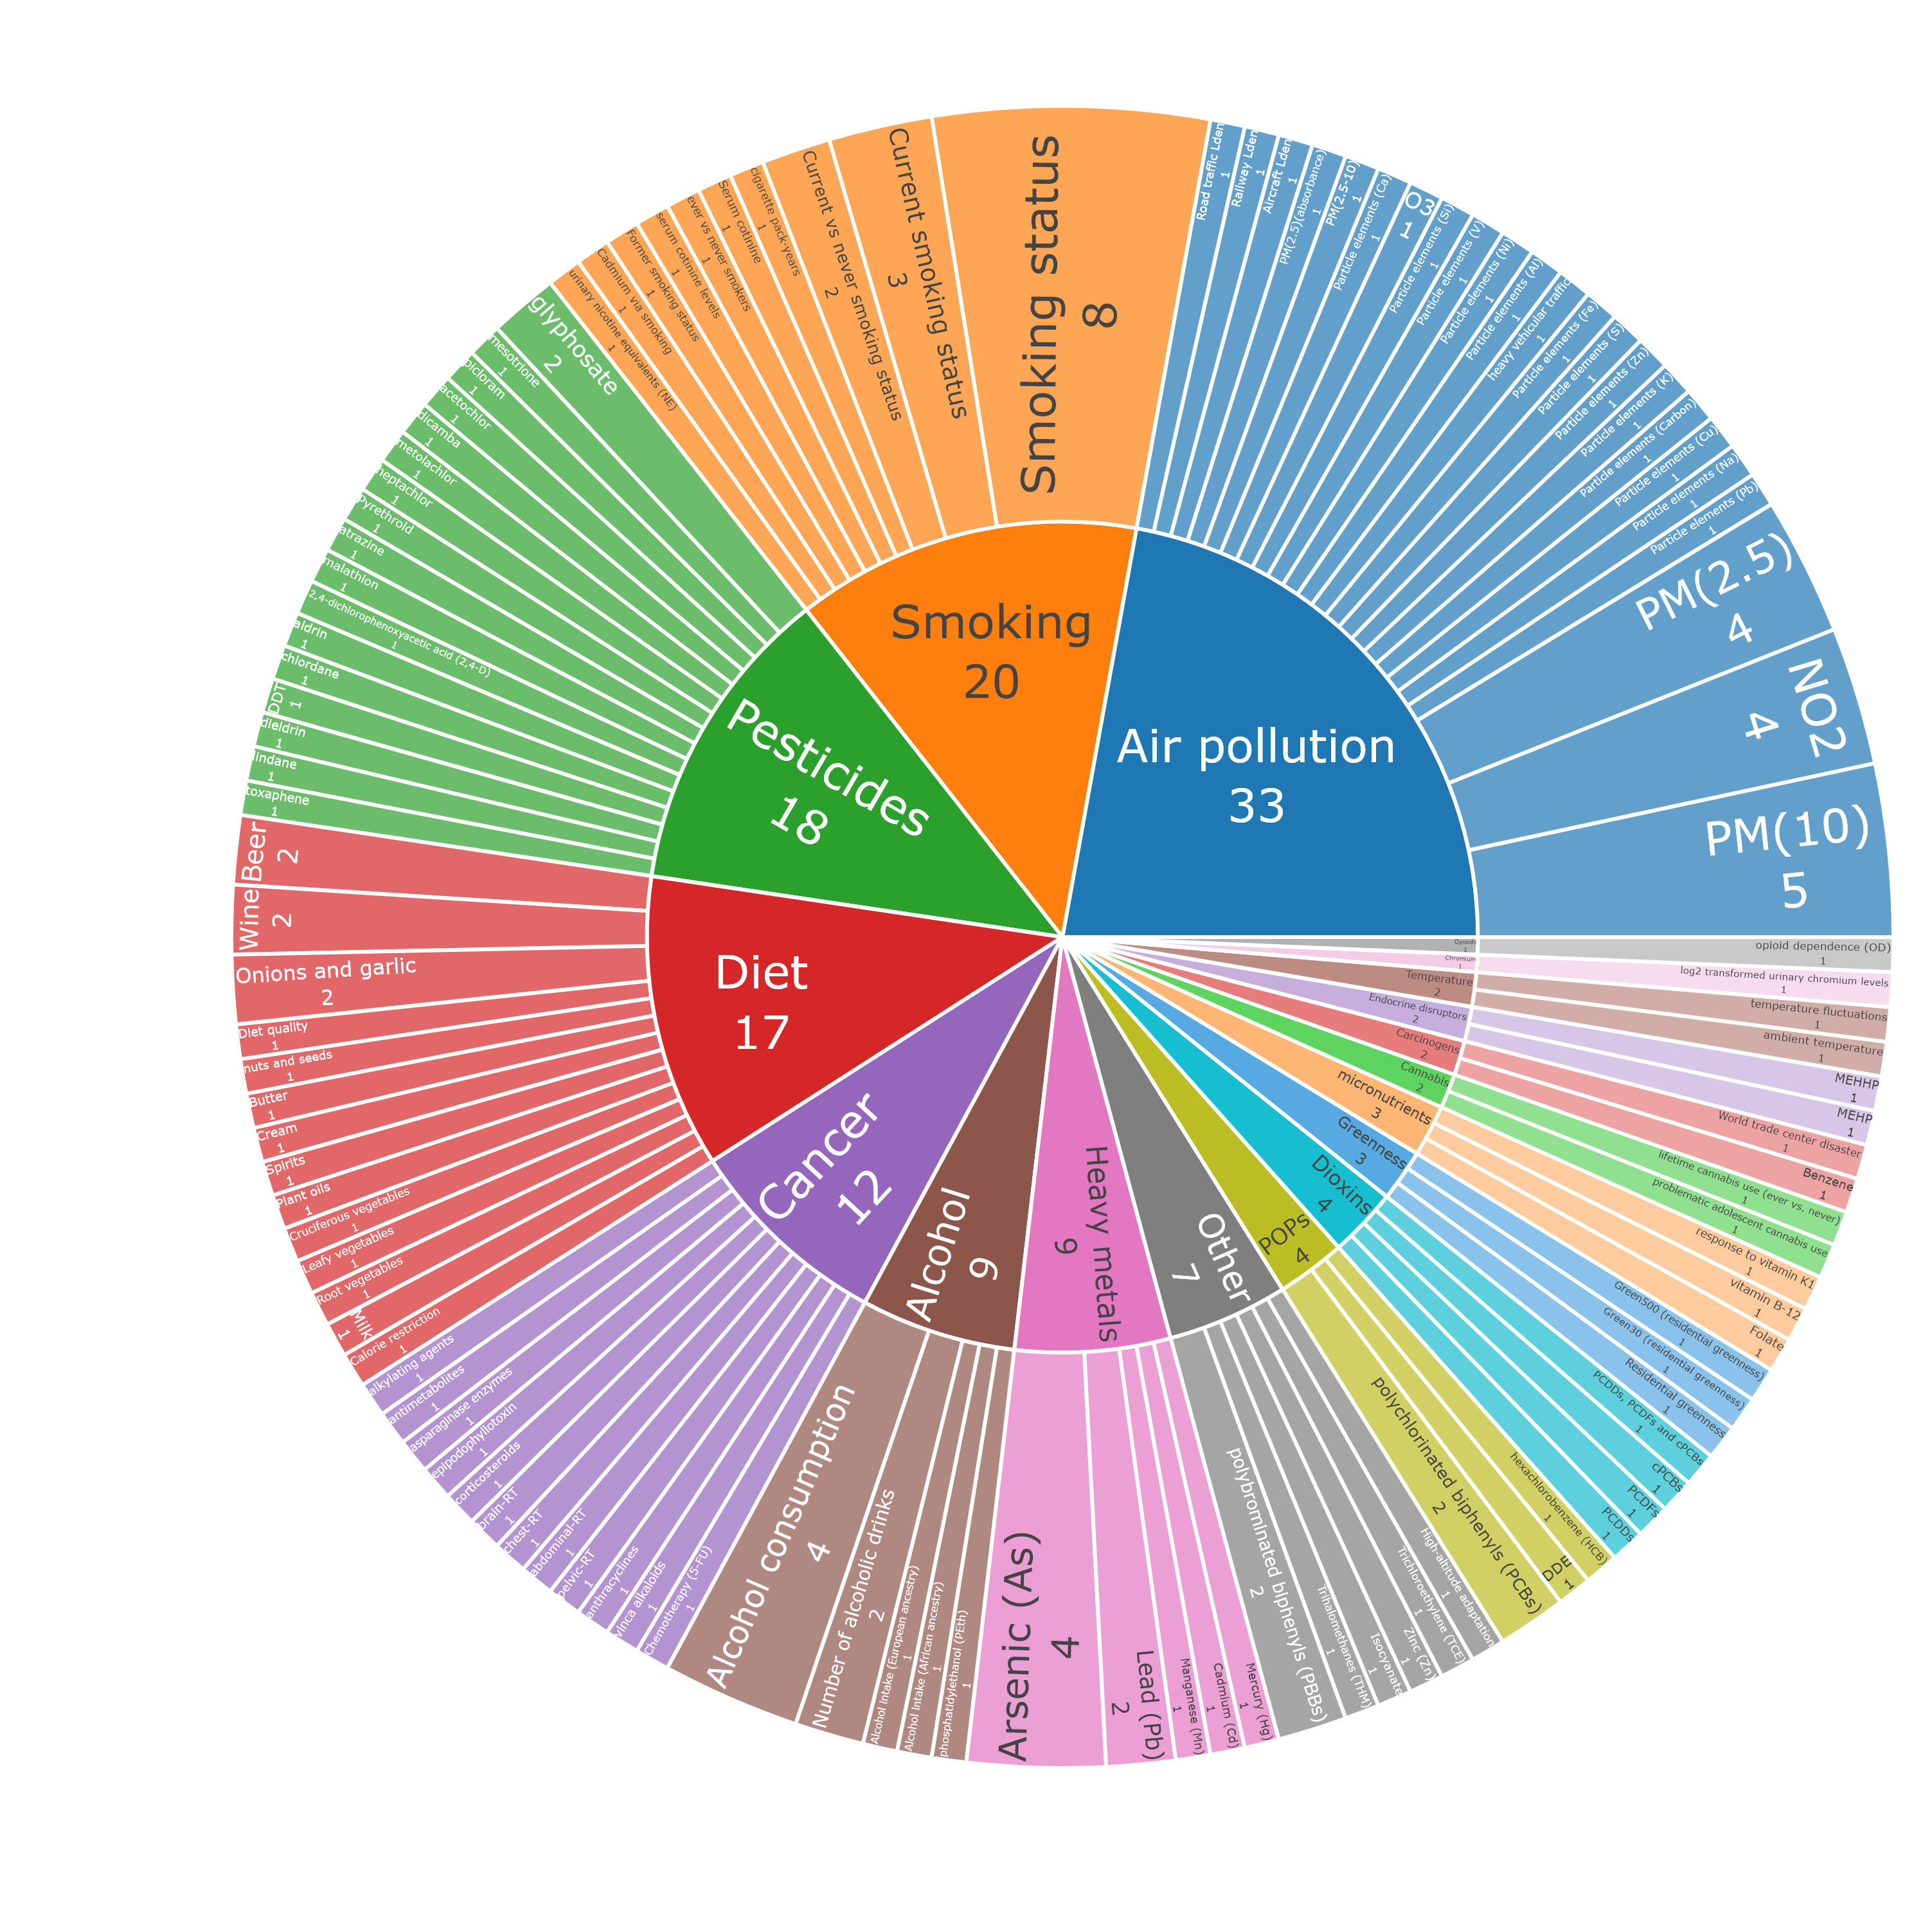 Air pollution
33
PM(10)
5
NO2
4
PM(2.5)
4
Particle elements (Pb)
1
Particle elements (Na)
1
Particle elements (Cu)
1
Particle elements (Carbon)
1
Particle elements (K)
1
Particle elements (Zn)
1
Particle elements (S)
1
Particle elements (Fe)
1
heavy vehicular traffic
1
Particle elements (Al)
1
Particle elements (Ni)
1
Particle elements (V)
1
Particle elements (Si)
1
O3
1
Particle elements (Ca)
1
PM(2.5-10)
1
PM(2.5)(absorbance)
1
Aircraft Lden
1
Railway Lden
1
Road traffic Lden
1
Smoking
20
Smoking status
8
Current smoking status
3
Current vs never smoking status
2
cigarette pack-years
1
Serum cotinine
1
ever vs never smokers
1
serum cotinine levels
1
Former smoking status
1
Cadmium via smoking
1
urinary nicotine equivalents (NE)
1
Pesticides
18
glyphosate
2
mesotrione
1
picloram
1
acetochlor
1
dicamba
1
metolachlor
1
heptachlor
1
Pyrethroid
1
atrazine
1
malathion
1
2,4-dichlorophenoxyacetic acid (2,4-D)
1
aldrin
1
chlordane
1
DDT
1
dieldrin
1
lindane
1
toxaphene
1
Diet
17
Beer
2
Wine
2
Onions and garlic
2
Diet quality
1
nuts and seeds
1
Butter
1
Cream
1
Spirits
1
Plant oils
1
Cruciferous vegetables
1
Leafy vegetables
1
Root vegetables
1
Milk
1
Calorie restriction
1
Cancer
12
alkylating agents
1
antimetabolites
1
asparaginase enzymes
1
epipodophyllotoxin
1
corticosteroids
1
brain-RT
1
chest-RT
1
abdominal-RT
1
pelvic-RT
1
anthracyclines
1
vinca alkaloids
1
Chemotherapy (5-FU)
1
Alcohol
9
Alcohol consumption
4
Number of alcoholic drinks
2
Alcohol Intake (European ancestry)
1
Alcohol Intake (African ancestry)
1
phosphatidylethanol (PEth)
1
Heavy metals
9
Arsenic (As)
4
Lead (Pb)
2
Manganese (Mn)
1
Cadmium (Cd)
1
Mercury (Hg)
1
Other
7
polybrominated biphenyls (PBBs)
2
Trihalomethanes (THM)
1
Isocyanate
1
Zinc (Zn)
1
Trichloroethylene (TCE)
1
High-altitude adaptation
1
POPs
4
polychlorinated biphenyls (PCBs)
2
DDE
1
hexachlorobenzene (HCB)
1
Dioxins
4
PCDDs
1
PCDFs
1
cPCBs
1
PCDDs, PCDFs and cPCBs
1
Greenness
3
Residential greenness
1
Green30 (residential greenness)
1
Green500 (residential greenness)
1
micronutrients
3
Folate
1
vitamin B-12
1
response to vitamin K1
1
Cannabis
2
problematic adolescent cannabis use
1
lifetime cannabis use (ever vs. never)
1
Carcinogens
2
Benzene
1
World trade center disaster
1
Endocrine disruptors
2
MEHP
1
MEHHP
1
Temperature
2
ambient temperature
1
temperature fluctuations
1
Chromium
1
log2 transformed urinary chromium levels
1
Opioids
1
opioid dependence (OD)
1